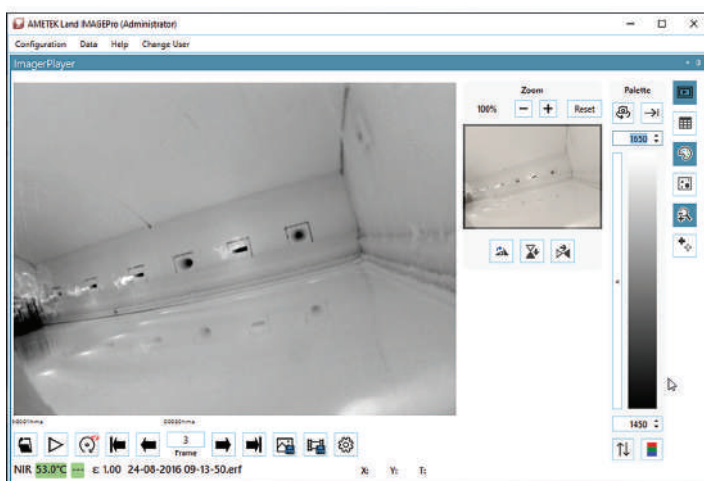 AMETEK Land IMAGEPro (Administrator)
Configuration Data Help Change User
ImagerPlayer
Zoom
100% Reset
Palette
1650
1450
3
Frame
NIR 53.0°C --- ε: 1.00 24-08-2016 09-13-50.erf X: Y: T: